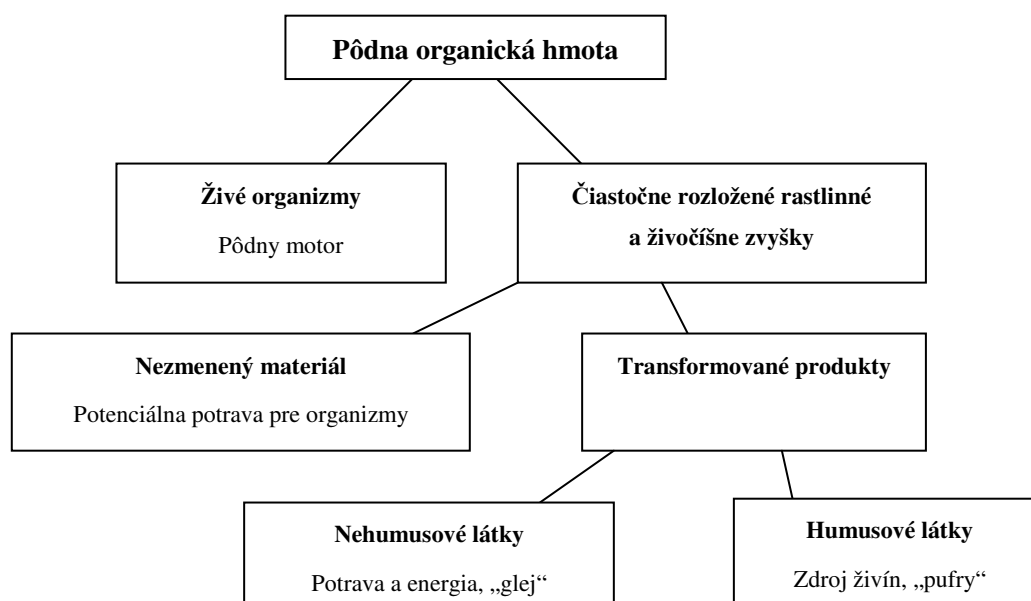 Pôdna organická hmota
Živé organizmy
Pôdny motor
Čiastočne rozložené rastlinné
a živočíšne zvyšky
Nezmenený materiál
Potenciálna potrava pre organizmy
Transformované produkty
Nehumusové látky
Potrava a energia, „glej“
Humusové látky
Zdroj živín, „pufry“